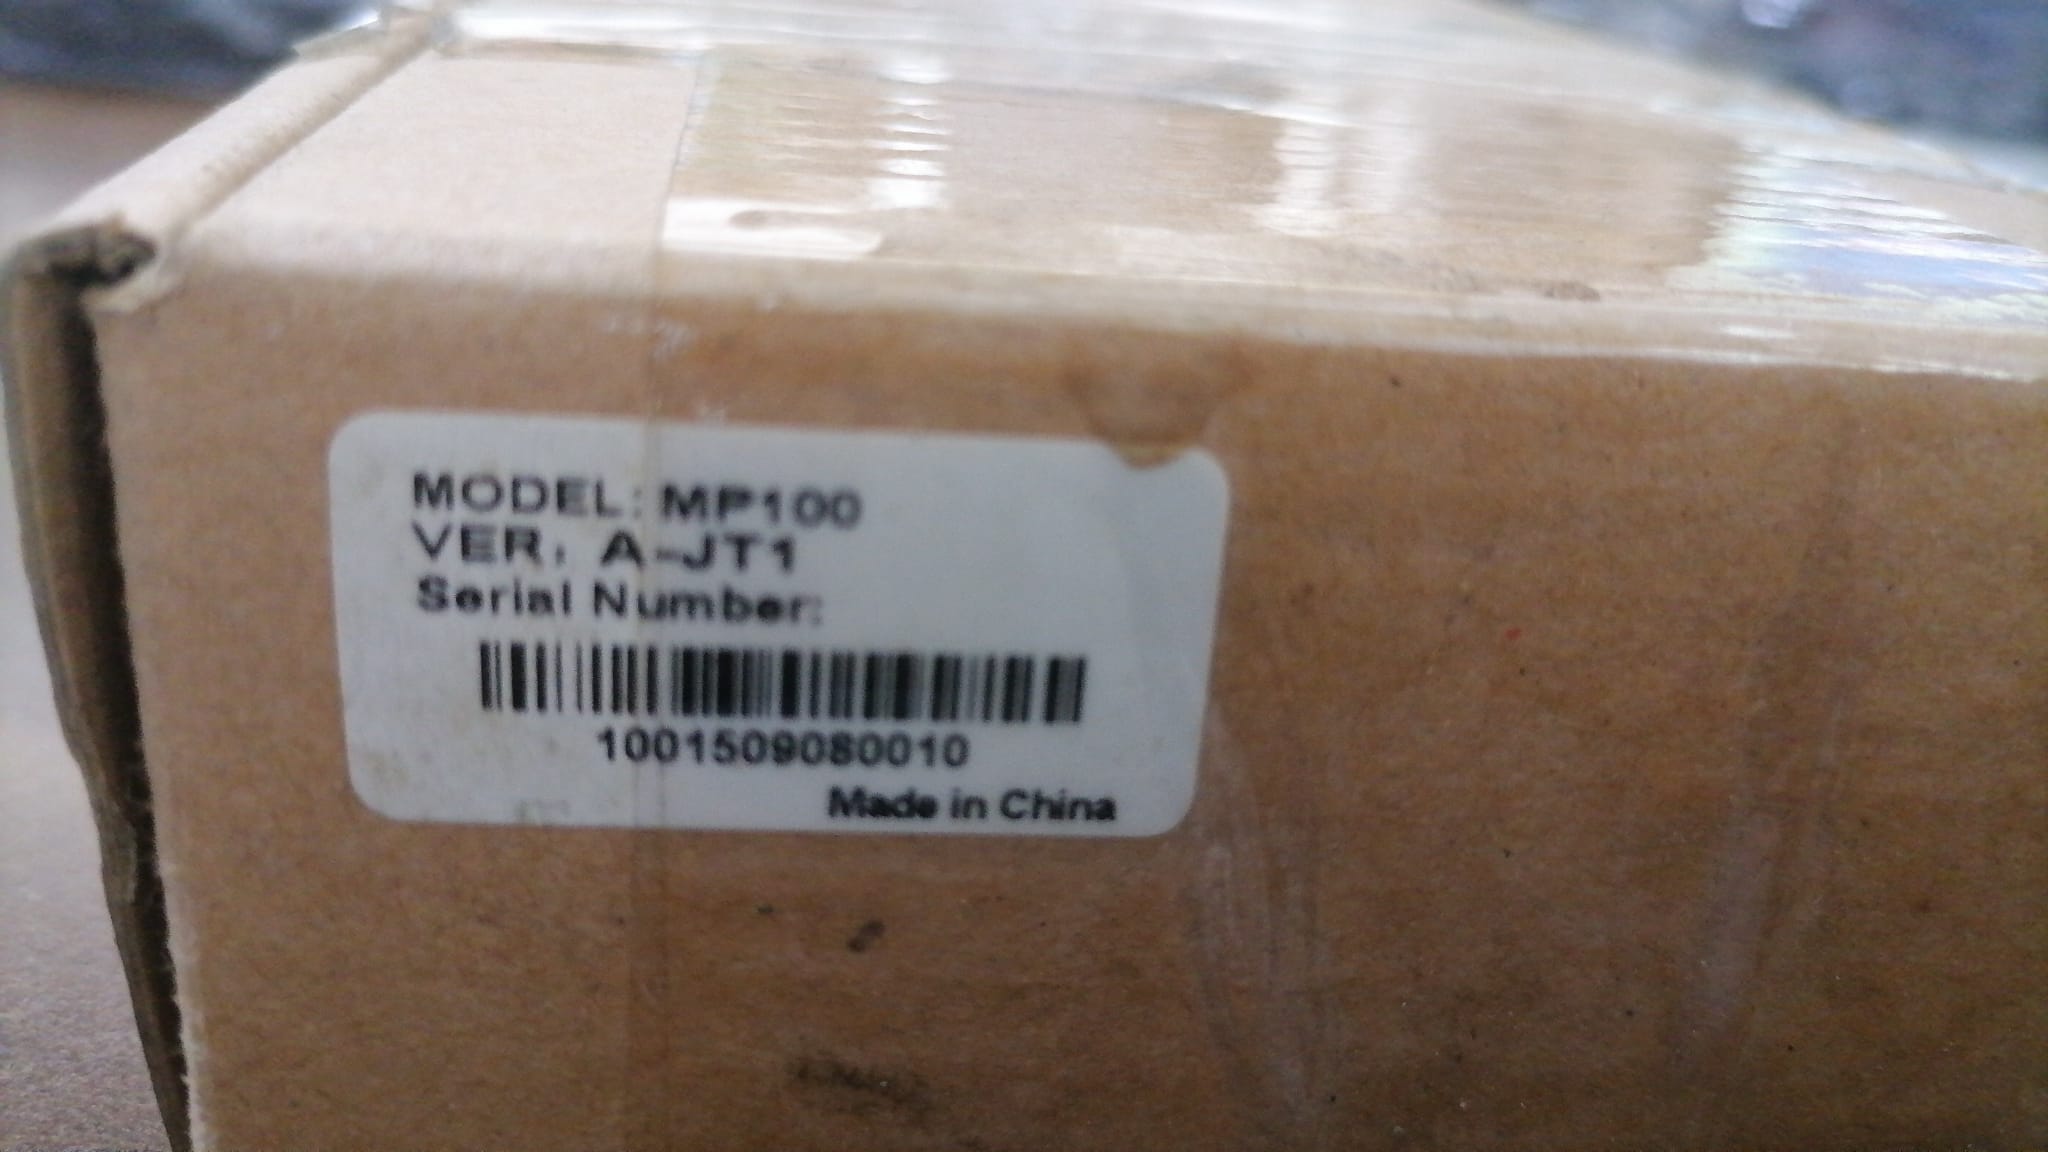 MODEL: MP100
VER: A-JT1
Serial Number:
1001509080010
Made in China